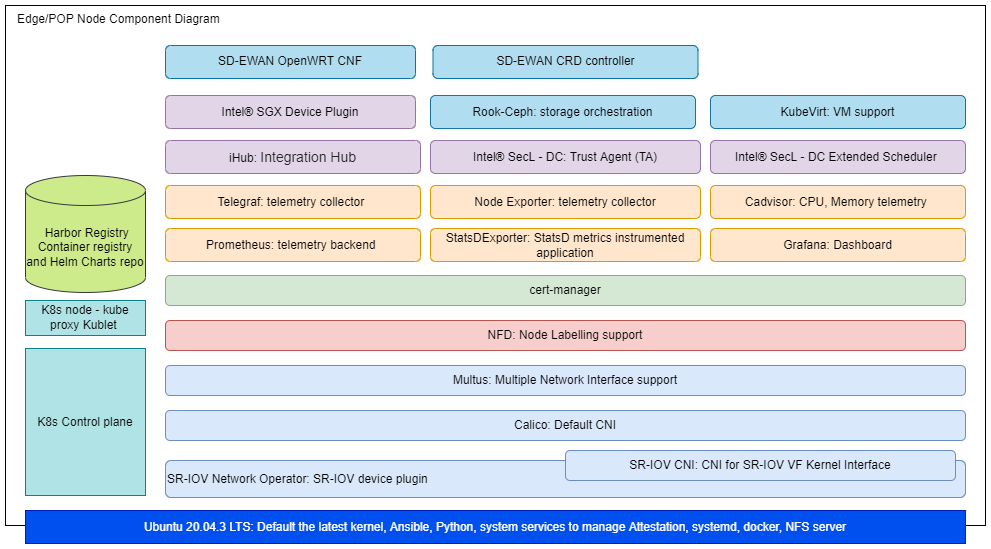 Edge/POP Node Component Diagram
SD-EWAN OpenWRT CNF
SD-EWAN CRD controller
Intel® SGX Device Plugin
Rook-Ceph: storage orchestration
KubeVirt: VM support
iHub: Integration Hub
Intel® SecL - DC: Trust Agent (TA)
Intel® SecL - DC Extended Scheduler
Telegraf: telemetry collector
Node Exporter: telemetry collector
Cadvisor: CPU, Memory telemetry
Prometheus: telemetry backend
StatsDExporter: StatsD metrics instrumented
application
Grafana: Dashboard
Harbor Registry
Container registry
and Helm Charts repo
cert-manager
K8s node - kube
proxy Kublet
NFD: Node Labelling support
Multus: Multiple Network Interface support
K8s Control plane
Calico: Default CNI
SR-IOV CNI: CNI for SR-IOV VF Kernel Interface
SR-IOV Network Operator: SR-IOV device plugin
Ubuntu 20.04.3 LTS: Default the latest kernel, Ansible, Python, system services to manage Attestation, systemd, docker, NFS server